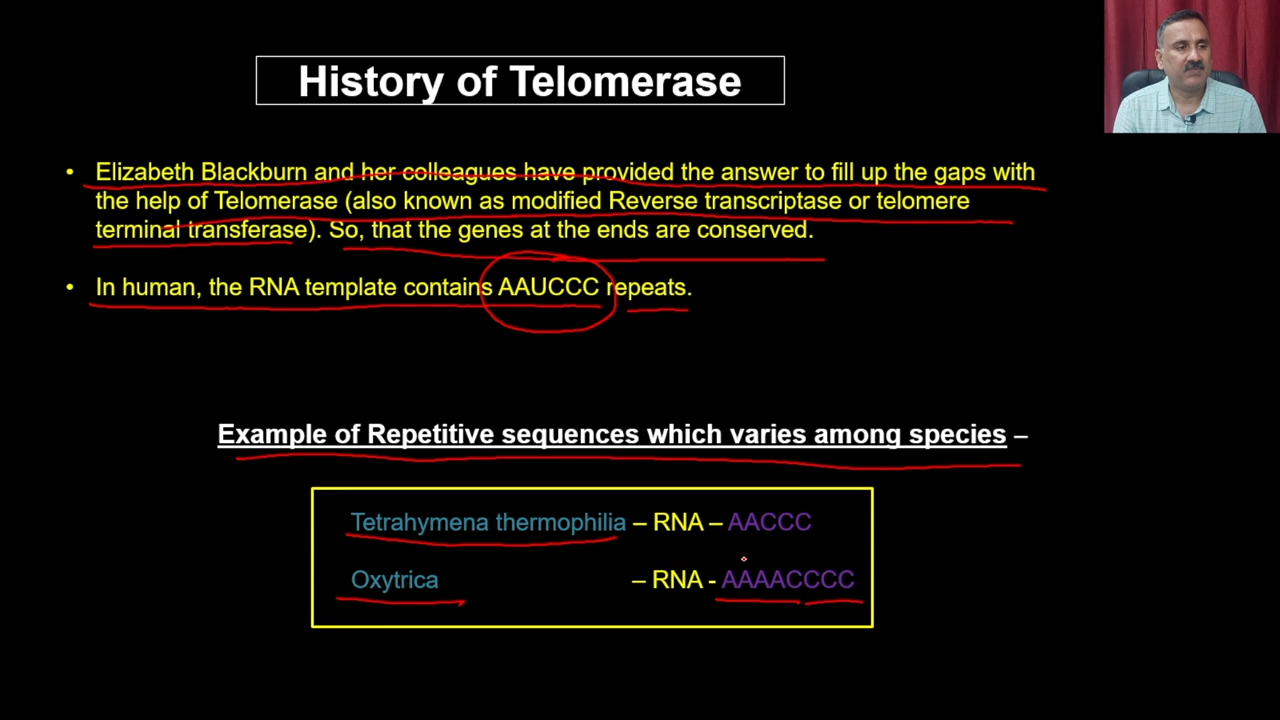 History of Telomerase
• Elizabeth Blackburn and her colleagues have provided the answer to fill up the gaps with
the help of Telomerase (also known as modified Reverse transcriptase or telomere
terminal transferase). So, that the genes at the ends are conserved.
• In human, the RNA template contains AAUCCC repeats.
Example of Repetitive sequences which varies among species –
Tetrahymena thermophilia – RNA – AACCC
Oxytrica – RNA - AAAACCCC